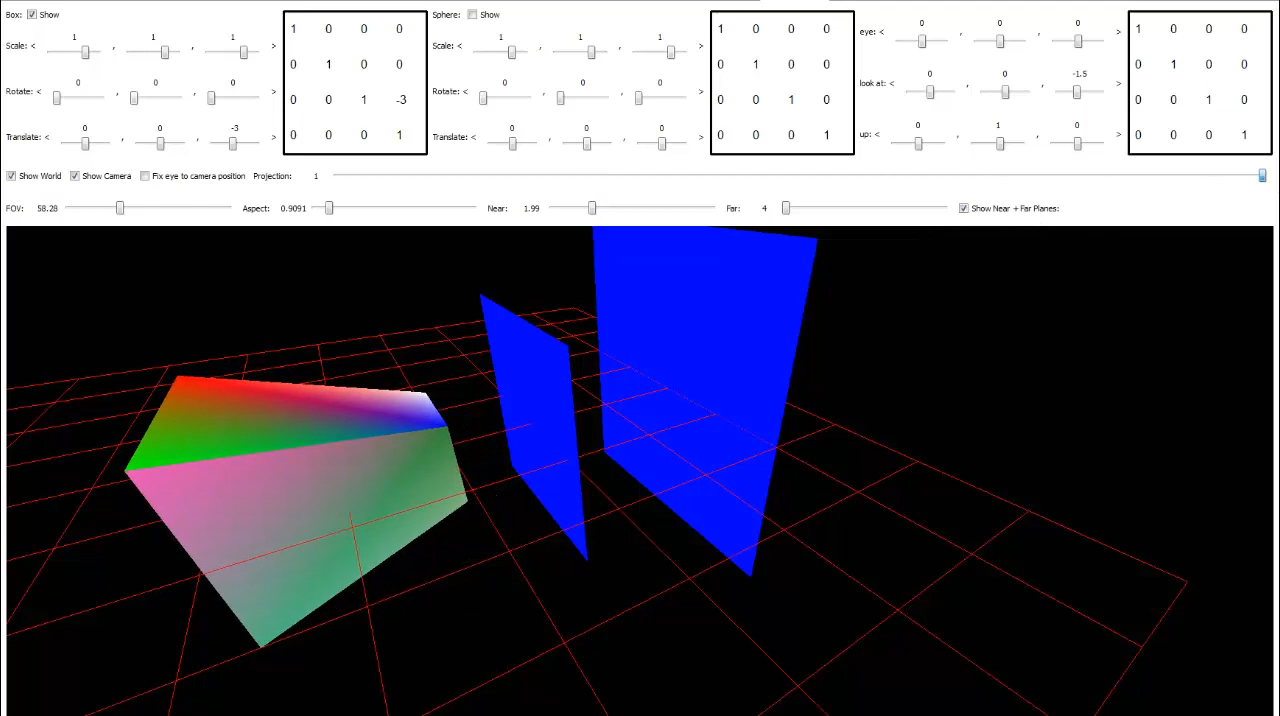 Box: Show
Scale: < 1 , 1 , 1 >
Rotate: < 0 , 0 , 0 >
Translate: < 0 , 0 , -3 >
1 0 0 0
0 1 0 0
0 0 1 -3
0 0 0 1
Sphere: Show
Scale: < 1 , 1 , 1 >
Rotate: < 0 , 0 , 0 >
Translate: < 0 , 0 , 0 >
1 0 0 0
0 1 0 0
0 0 1 0
0 0 0 1
eye: < 0 , 0 , 0 >
look at: < 0 , 0 , -1.5 >
up: < 0 , 1 , 0 >
1 0 0 0
0 1 0 0
0 0 1 0
0 0 0 1
Show World Show Camera Fix eye to camera position Projection: 1
FOV: 58.28 Aspect: 0.9091 Near: 1.99 Far: 4 Show Near + Far Planes: